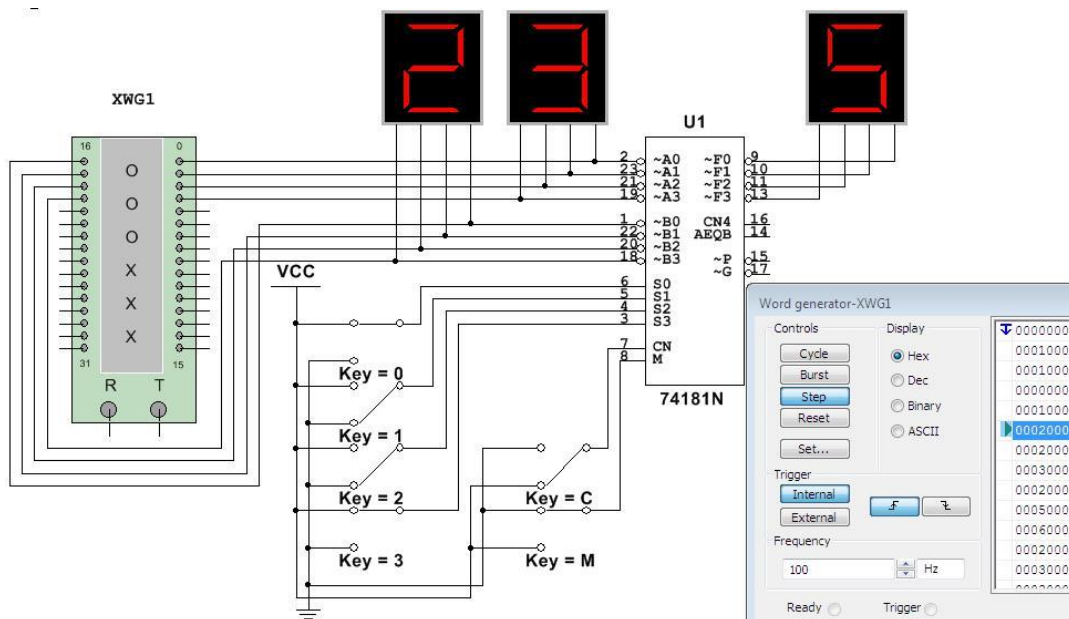 2 3 5
XWG1
U1
16 0
O
O
O
X
X
X
31 15
R T
2 ~A0 ~F0 9
23 ~A1 ~F1 10
21 ~A2 ~F2 11
19 ~A3 ~F3 13
1 ~B0 CN4 16
22 ~B1 AEQB 14
20 ~B2
18 ~B3 ~P 15
~G 17
6 S0
5 S1
4 S2
3 S3
7 CN
8 M
74181N
VCC
Key = 0
Key = 1
Key = 2
Key = C
Key = 3
Key = M
Word generator-XWG1
Controls Display
Cycle Hex
Burst Dec
Step Binary
Reset ASCII
Set...
Trigger
Internal
External
Frequency
100 Hz
Ready Trigger
0000000
0001000
0001000
0000000
0001000
0002000
0002000
0003000
0002000
0005000
0006000
0002000
0003000